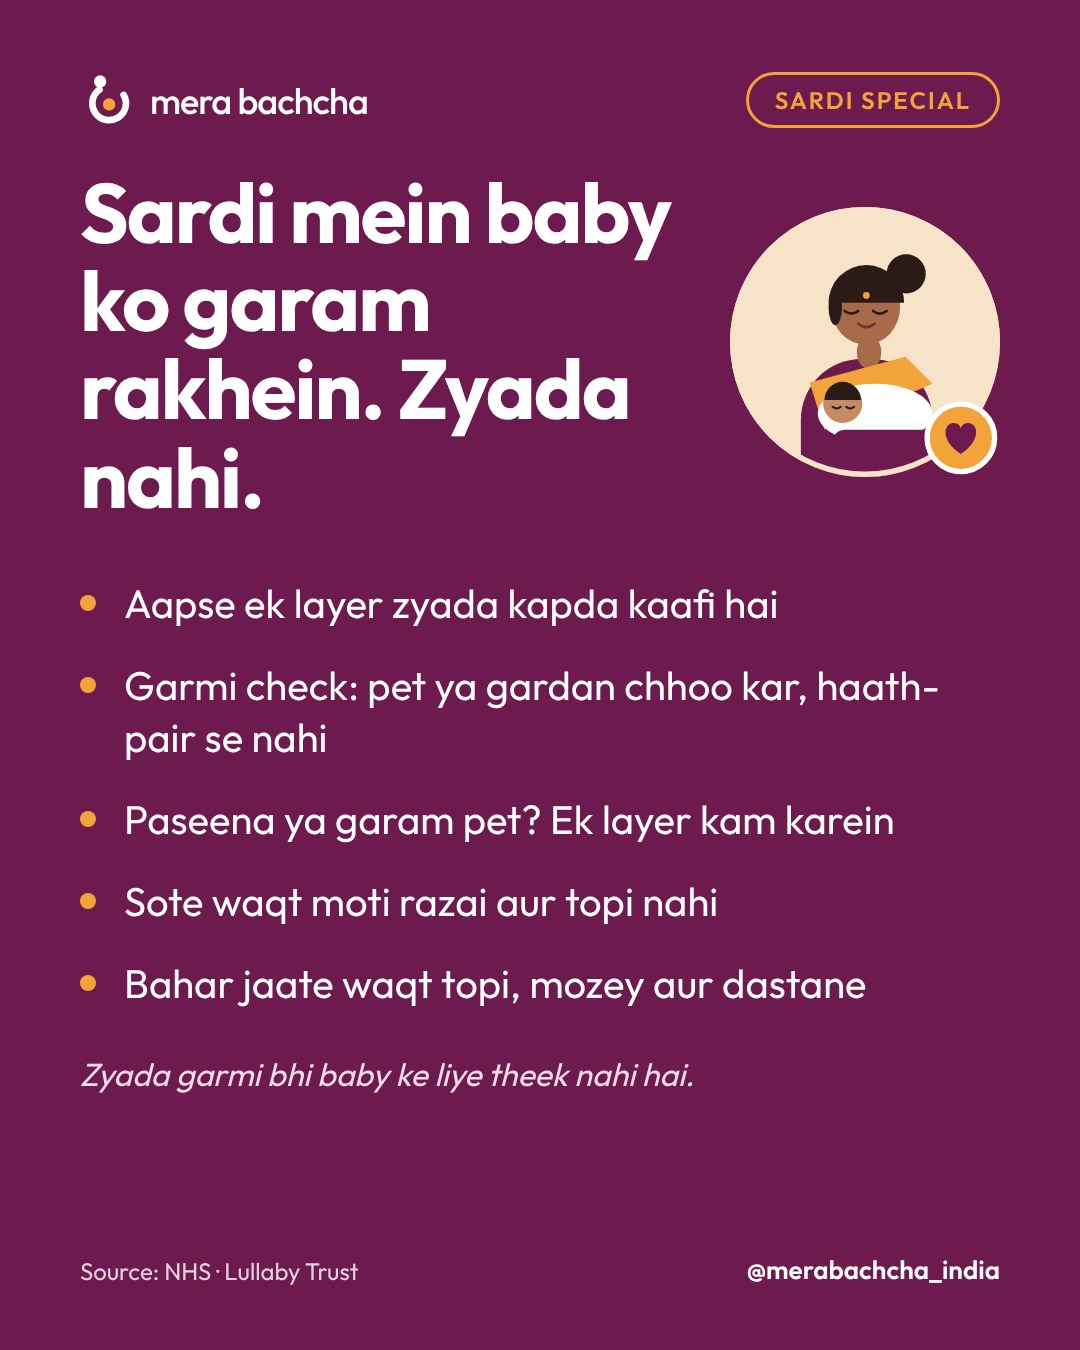 mera bachcha
SARDI SPECIAL
Sardi mein baby
ko garam
rakhein. Zyada
nahi.
Aapse ek layer zyada kapda kaafi hai
Garmi check: pet ya gardan chhoo kar, haath-
pair se nahi
Paseena ya garam pet? Ek layer kam karein
Sote waqt moti razai aur topi nahi
Bahar jaate waqt topi, mozey aur dastane
Zyada garmi bhi baby ke liye theek nahi hai.
Source: NHS · Lullaby Trust
@merabachcha_india